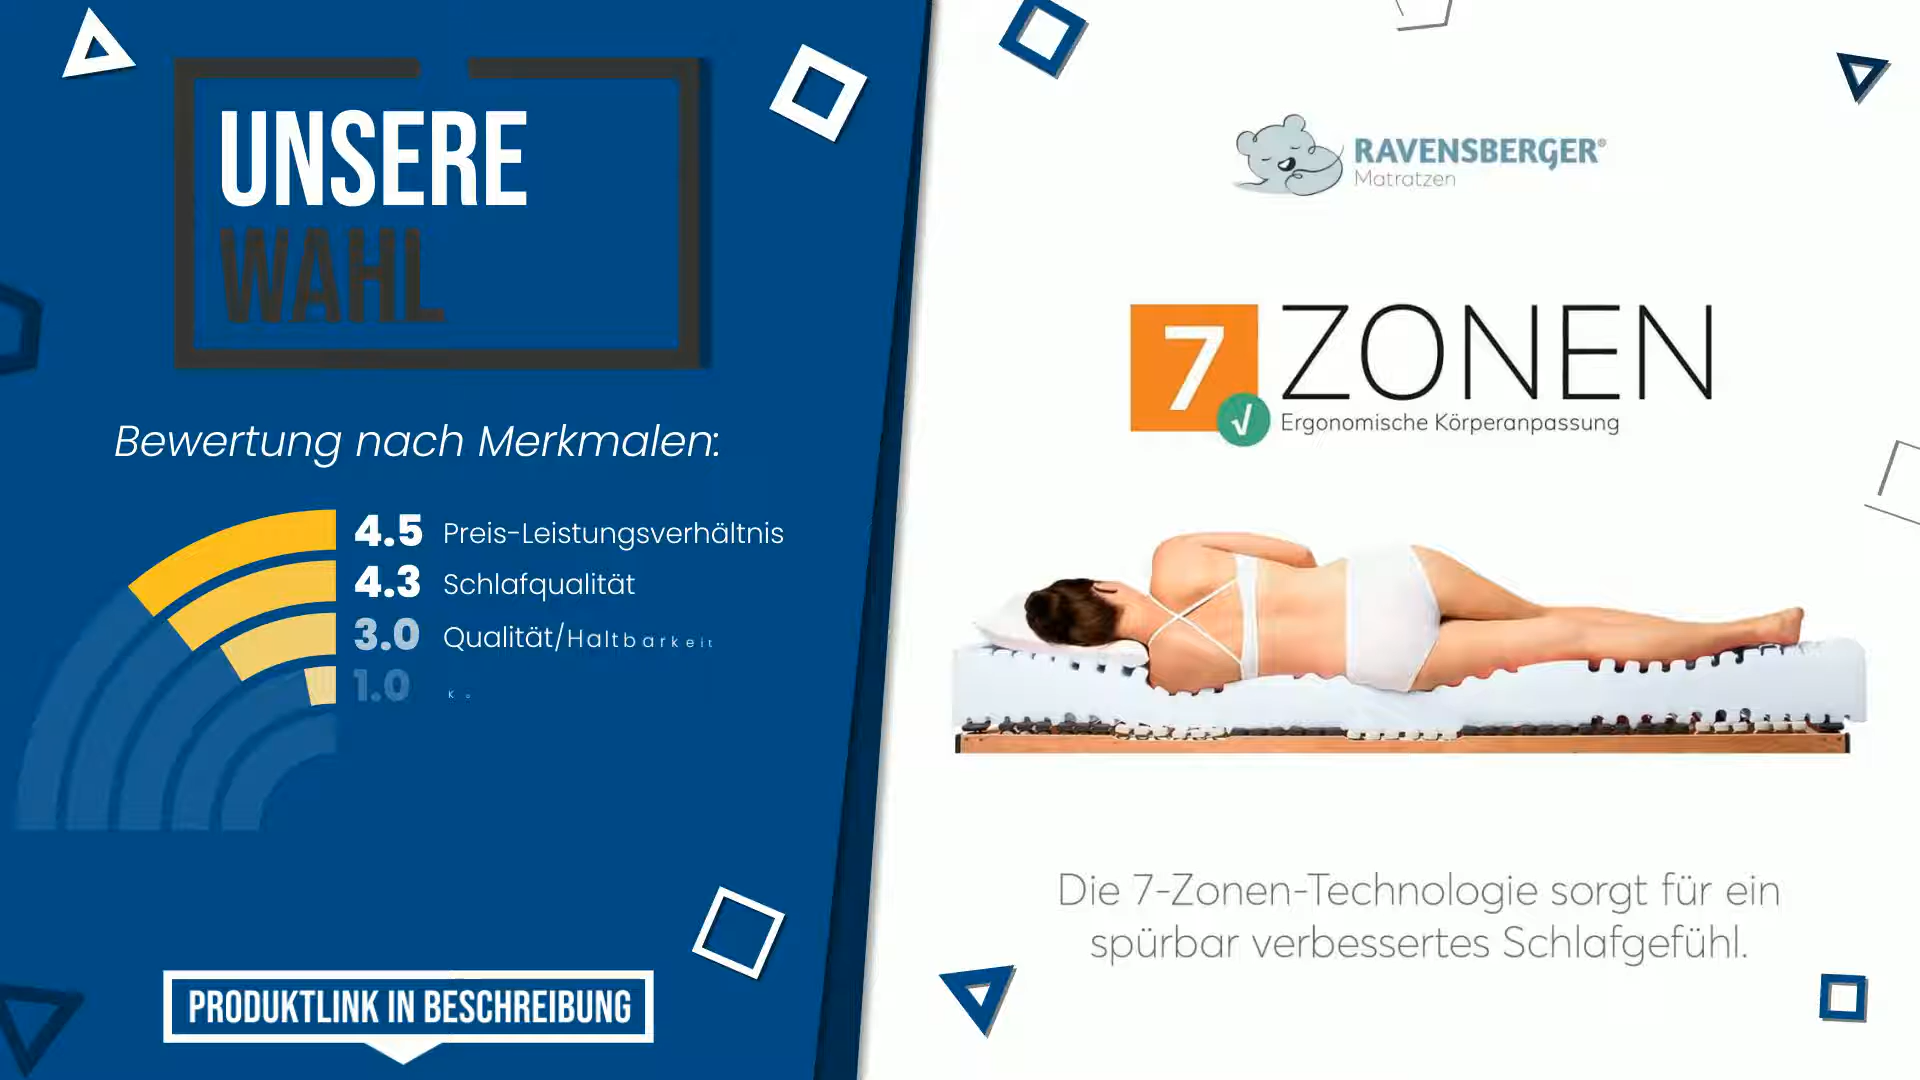 UNSERE
WAHL
Bewertung nach Merkmalen:
4.5 Preis-Leistungsverhältnis
4.3 Schlafqualität
3.0 Qualität/Haltbarkeit
1.0 K o
PRODUKTLINK IN BESCHREIBUNG
RAVENSBERGER®
Matratzen
7 ZONEN
Ergonomische Körperanpassung
Die 7-Zonen-Technologie sorgt für ein
spürbar verbessertes Schlafgefühl.